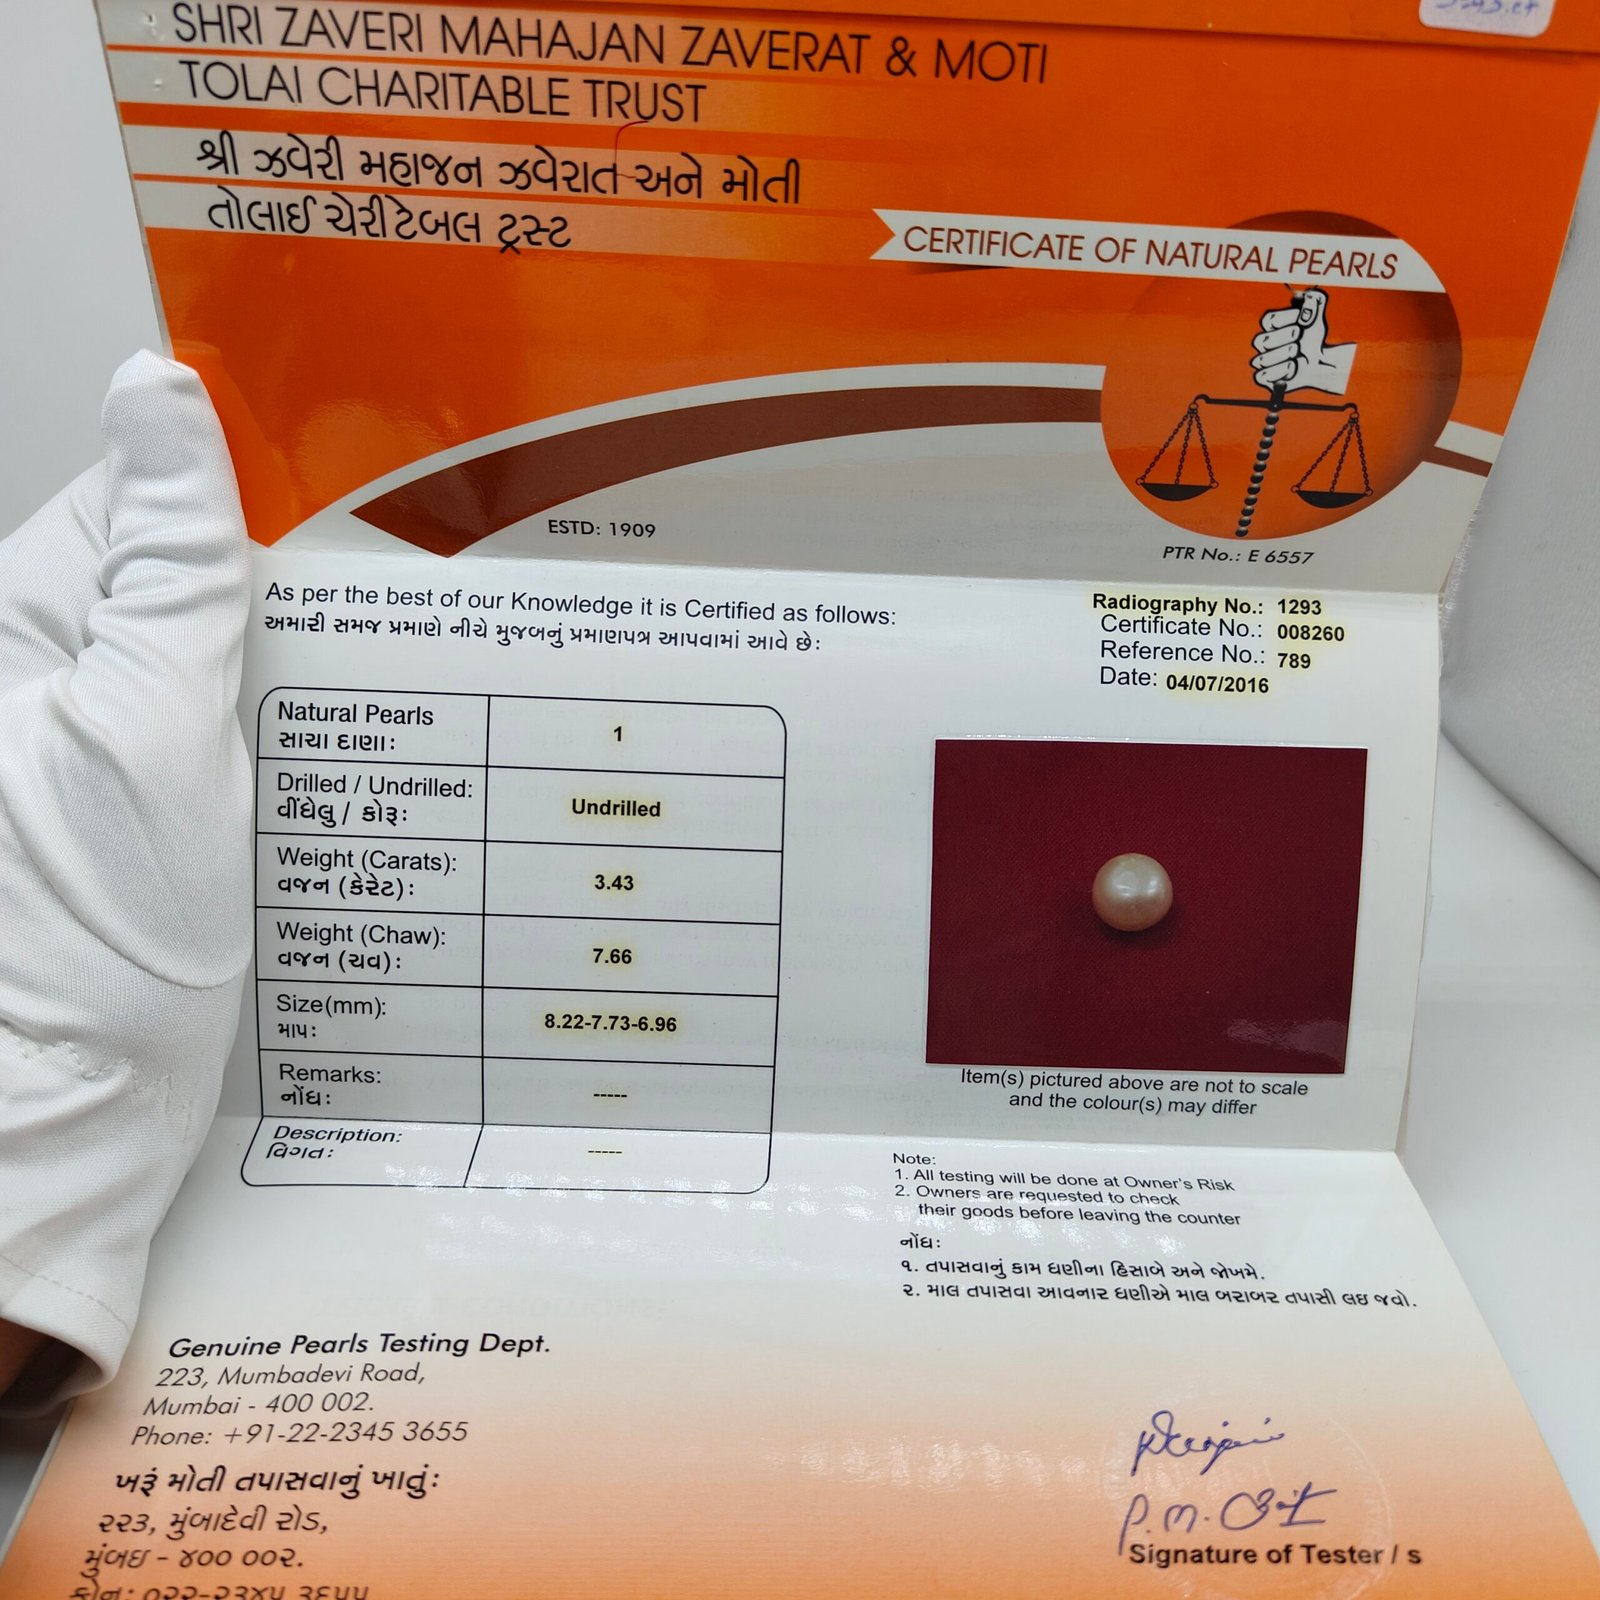 SHRI ZAVERI MAHAJAN ZAVERAT & MOTI
TOLAI CHARITABLE TRUST
શ્રી ઝવેરી મહાજન ઝવેરાત અને મોતી
તોલાઈ ચેરીટેબલ ટ્રસ્ટ
CERTIFICATE OF NATURAL PEARLS
ESTD: 1909
PTR No.: E 6557
As per the best of our Knowledge it is Certified as follows:
અમારી સમજ પ્રમાણે નીચે મુજબનું પ્રમાણપત્ર આપવામાં આવે છે:
Radiography No.: 1293
Certificate No.: 008260
Reference No.: 789
Date: 04/07/2016
Natural Pearls
સાચા દાણા:
1
Drilled / Undrilled:
વીંધેલુ / કોરૂ:
Undrilled
Weight (Carats):
વજન (કેરેટ):
3.43
Weight (Chaw):
વજન (ચવ):
7.66
Size(mm):
માપ:
8.22-7.73-6.96
Remarks:
નોંધ:
-----
Description:
વિગત:
-----
Item(s) pictured above are not to scale
and the colour(s) may differ
Note:
1. All testing will be done at Owner's Risk
2. Owners are requested to check
their goods before leaving the counter
નોંધ:
૧. તપાસવાનું કામ ધણીના હિસાબે અને જોખમે.
૨. માલ તપાસવા આવનાર ધણીએ માલ બરાબર તપાસી લઇ જવો.
Genuine Pearls Testing Dept.
223, Mumbadevi Road,
Mumbai - 400 002.
Phone: +91-22-2345 3655
ખરૂં મોતી તપાસવાનું ખાતું:
૨૨૩, મુંબાદેવી રોડ,
મુંબઇ - ૪૦૦ ૦૦૨.
ફોન: ૦૨૨-૨૩૪૫ ૩૬૫૫
P.M.
Signature of Tester / s